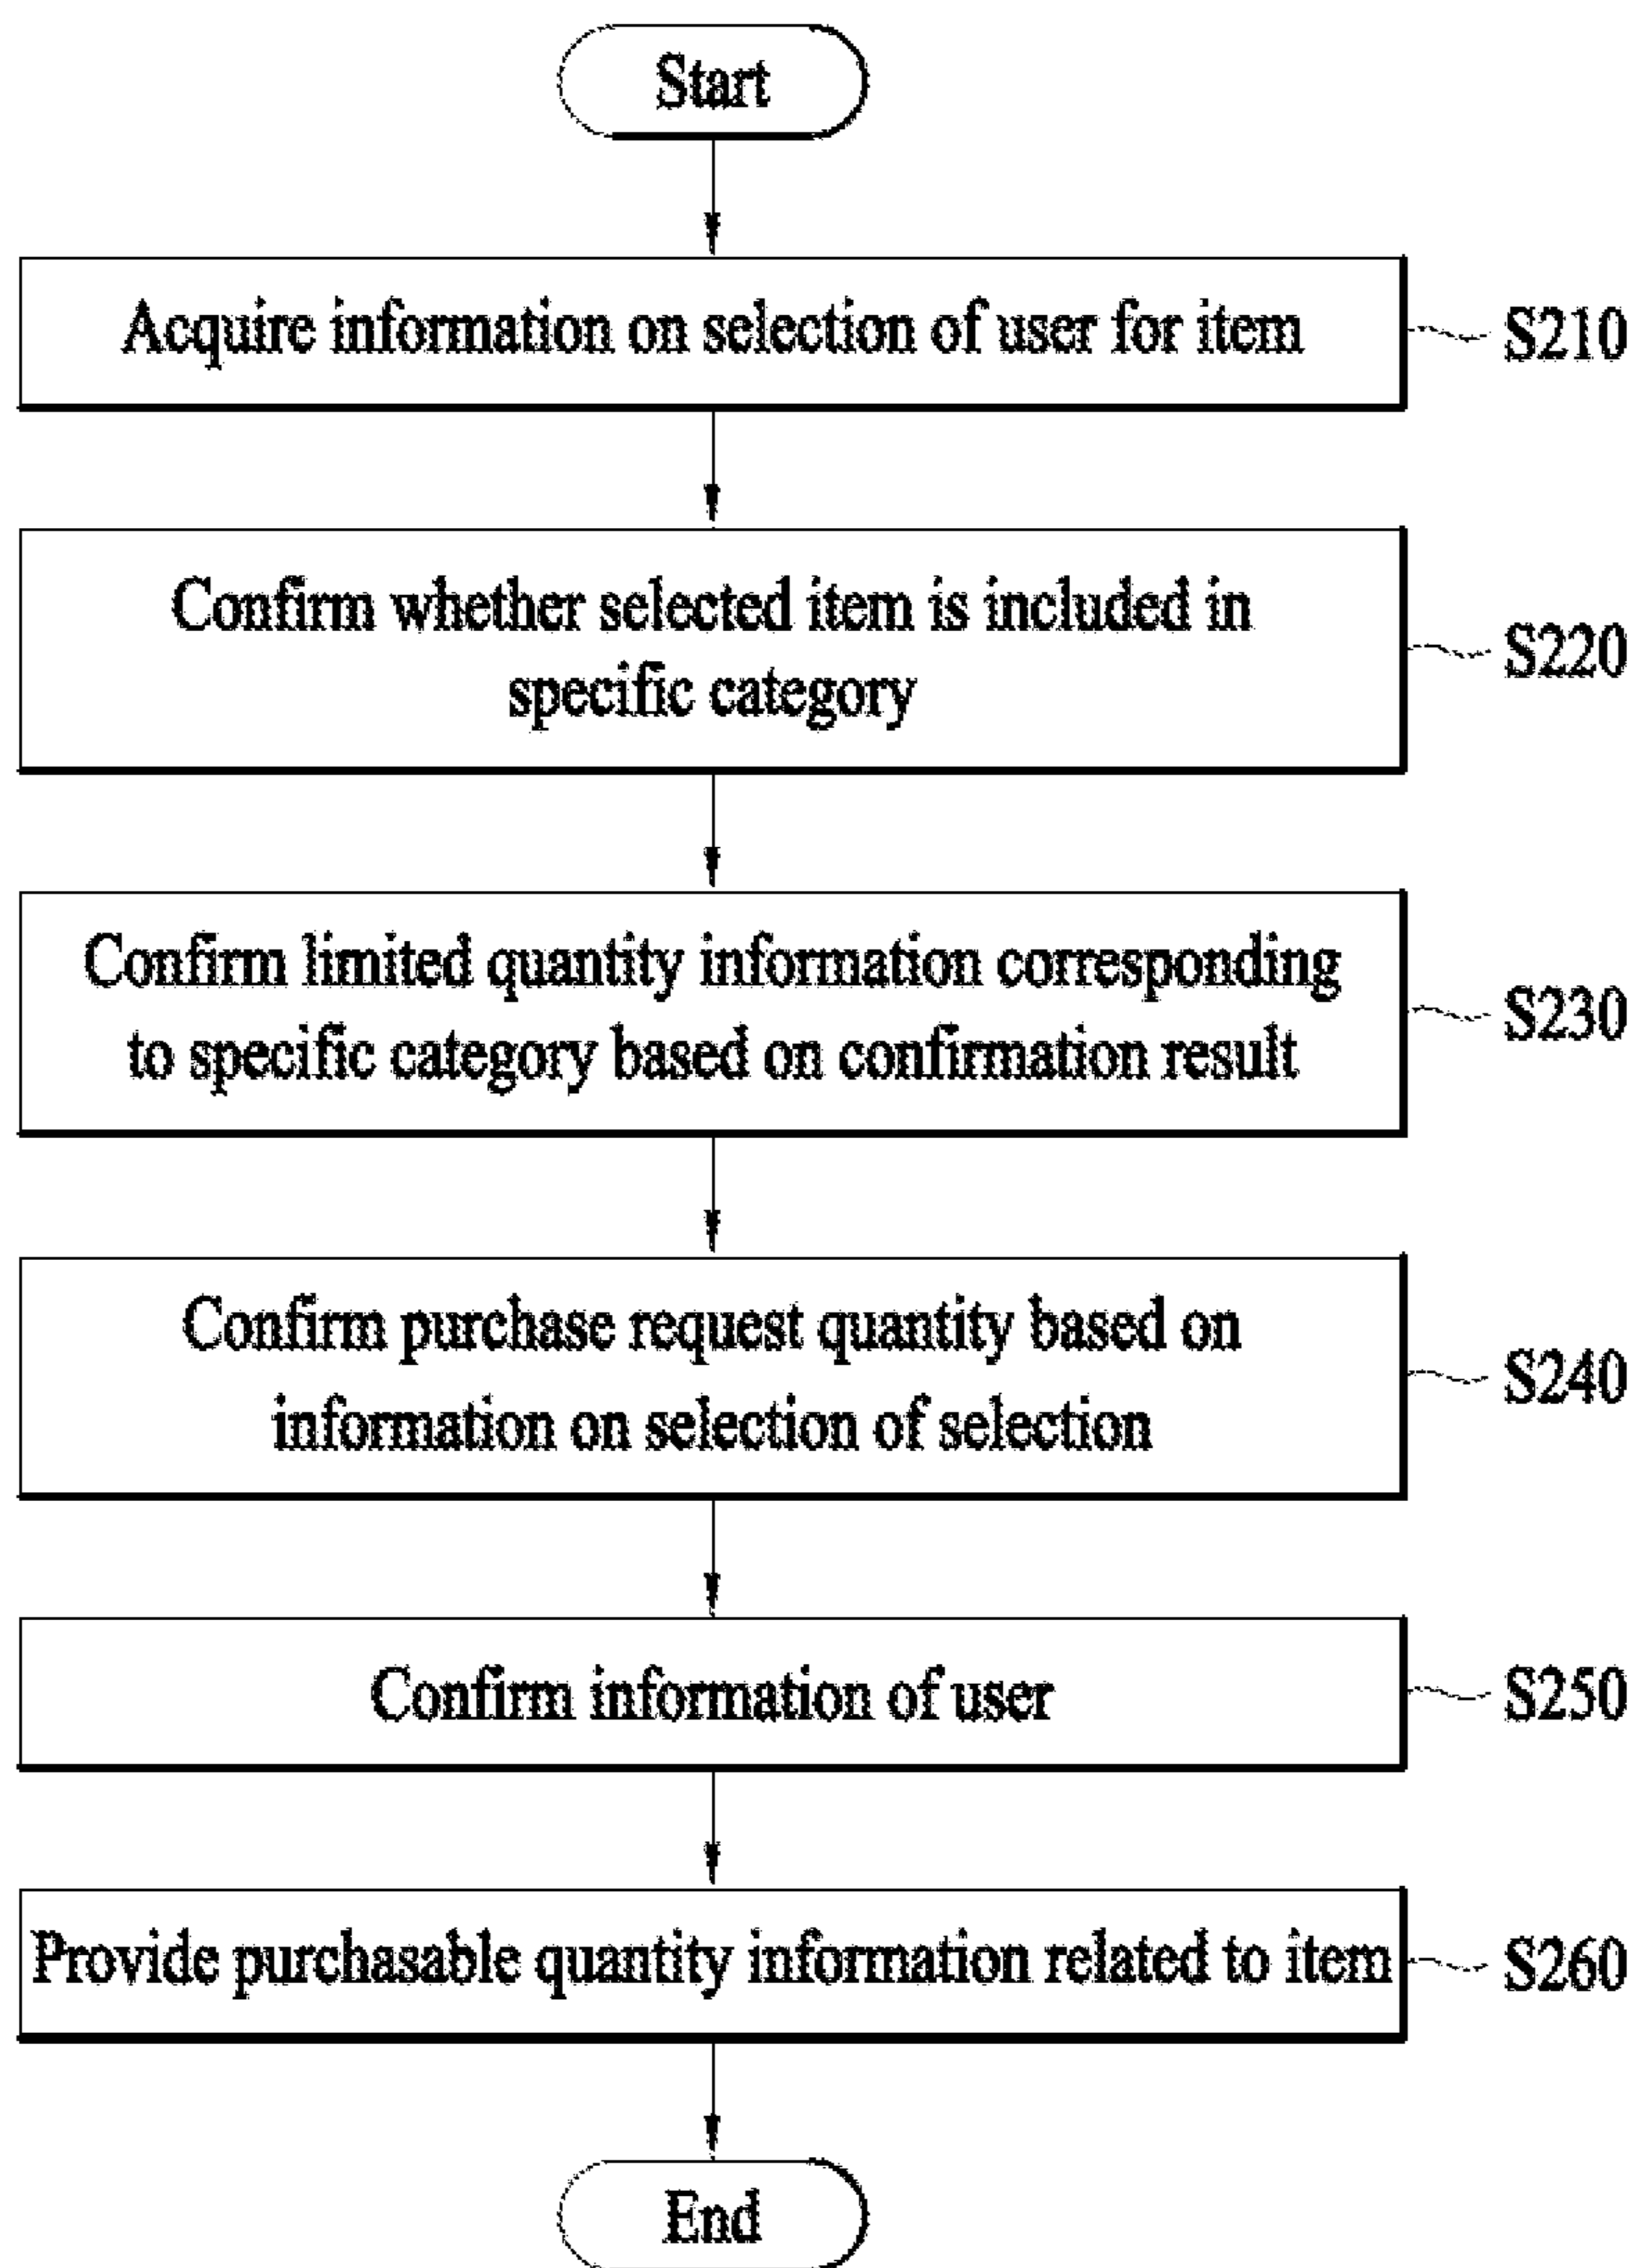 Start
Acquire information on selection of user for item
S210
Confirm whether selected item is included in
specific category
S220
Confirm limited quantity information corresponding
to specific category based on confirmation result
S230
Confirm purchase request quantity based on
information on selection of selection
S240
Confirm information of user
S250
Provide purchasable quantity information related to item
S260
End